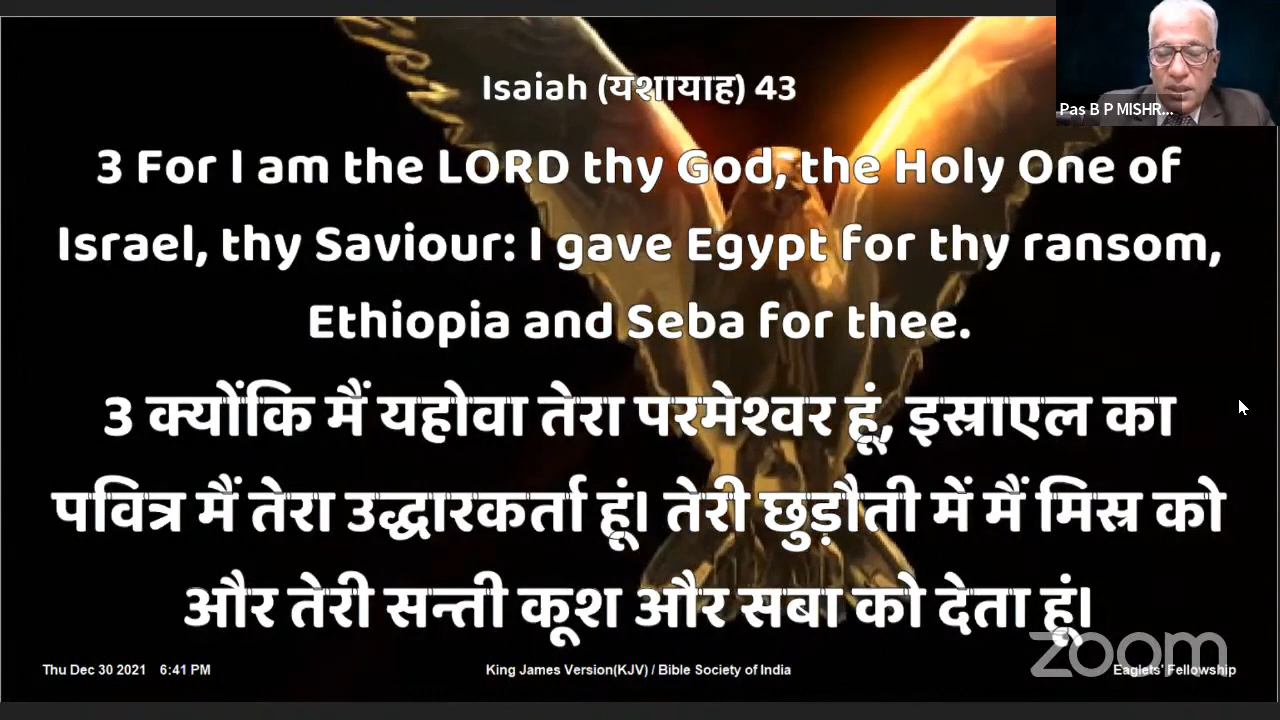 Isaiah (यशायाह) 43
Pas B P MISHR...
3 For I am the LORD thy God, the Holy One of
Israel, thy Saviour: I gave Egypt for thy ransom,
Ethiopia and Seba for thee.
3 क्योंकि मैं यहोवा तेरा परमेश्वर हूं, इस्राएल का
पवित्र मैं तेरा उद्धारकर्ता हूं। तेरी छुड़ौती में मैं मिस्र को
और तेरी सन्ती कूश और सबा को देता हूं।
zoom
Thu Dec 30 2021 6:41 PM King James Version(KJV) / Bible Society of India Eaglets' Fellowship